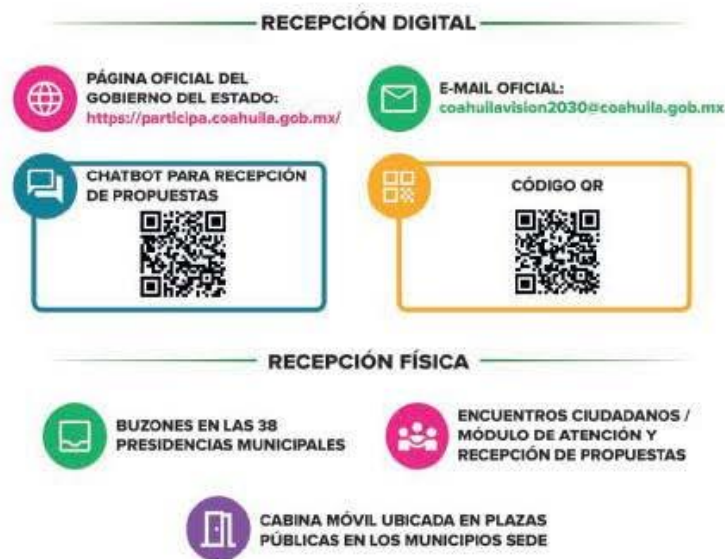 RECEPCIÓN DIGITAL
PÁGINA OFICIAL DEL
GOBIERNO DEL ESTADO:
https://participa.coahuila.gob.mx/
E-MAIL OFICIAL:
coahuilavision2030@coahuila.gob.mx
CHATBOT PARA RECEPCIÓN
DE PROPUESTAS
CÓDIGO QR
RECEPCIÓN FÍSICA
BUZONES EN LAS 38
PRESIDENCIAS MUNICIPALES
ENCUENTROS CIUDADANOS /
MÓDULO DE ATENCIÓN Y
RECEPCIÓN DE PROPUESTAS
CABINA MÓVIL UBICADA EN PLAZAS
PÚBLICAS EN LOS MUNICIPIOS SEDE